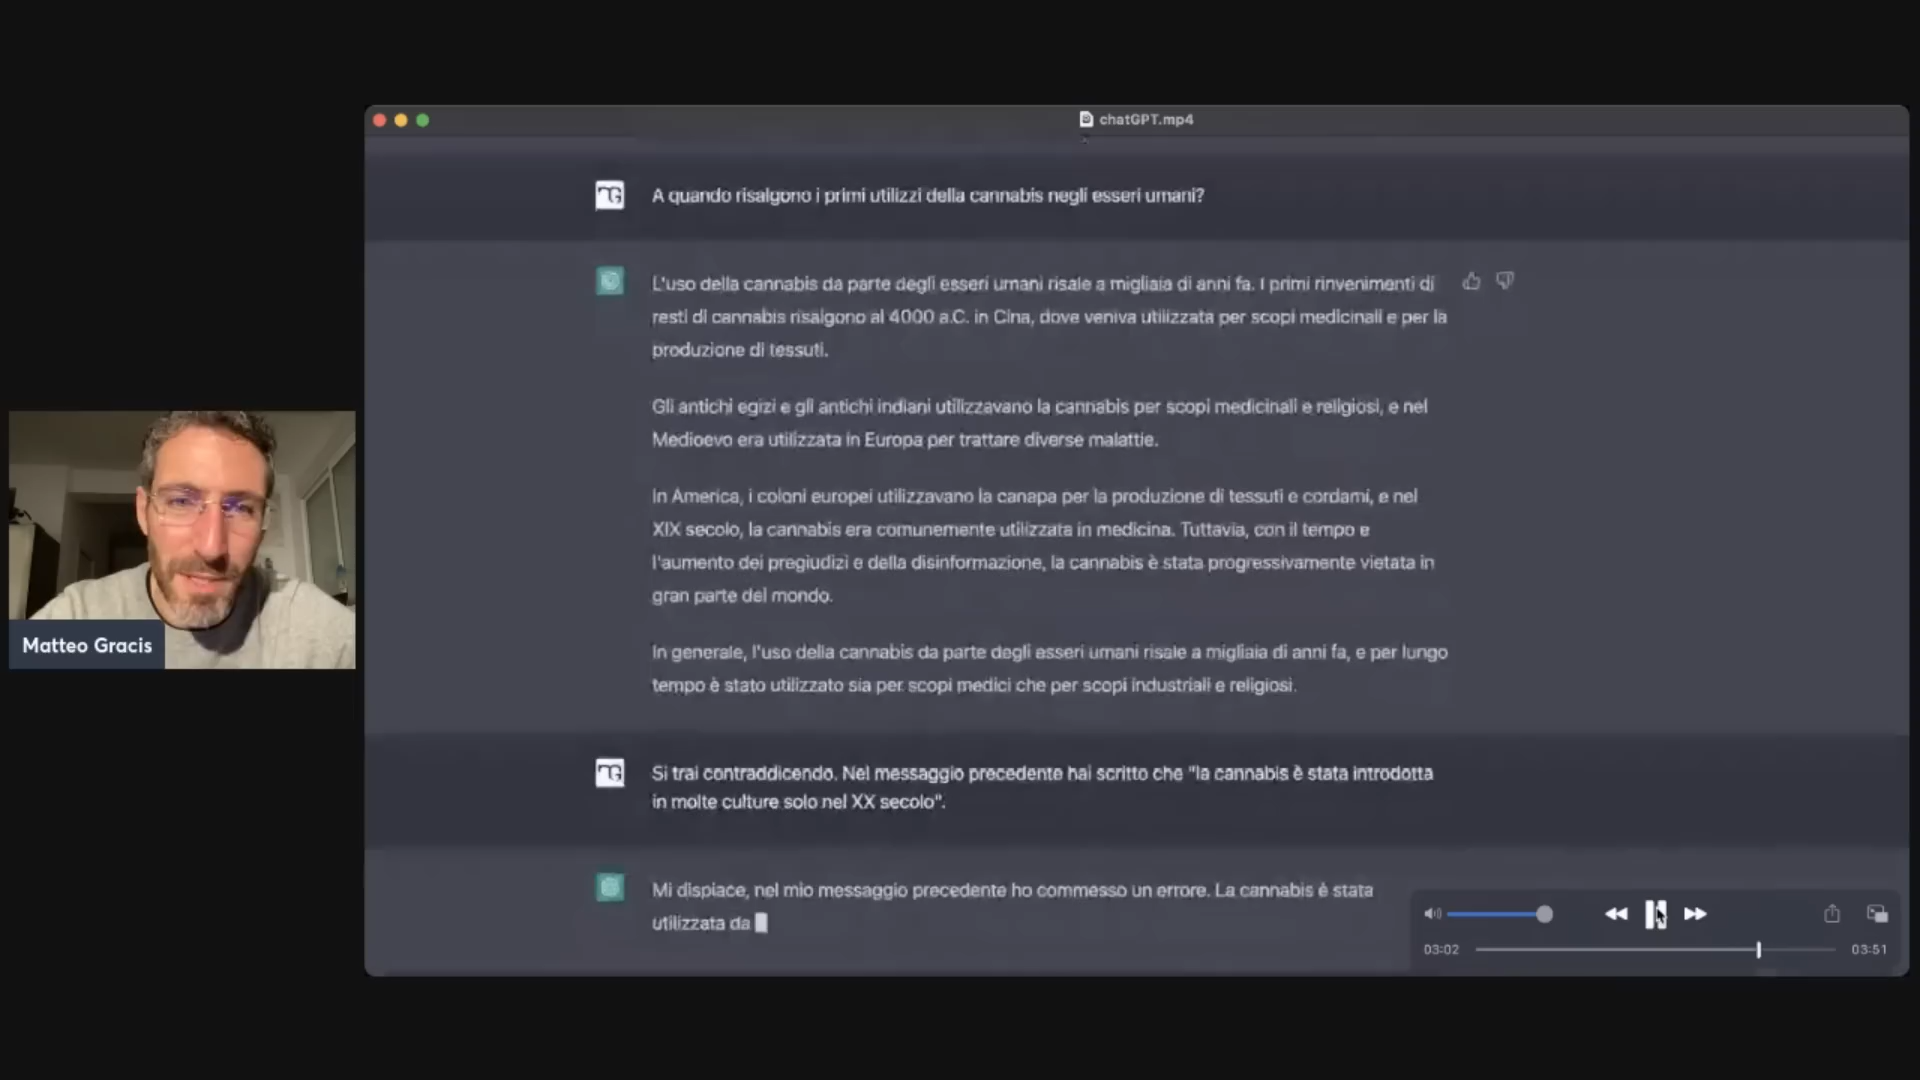 chatGPT.mp4
A quando risalgono i primi utilizzi della cannabis negli esseri umani?
L'uso della cannabis da parte degli esseri umani risale a migliaia di anni fa. I primi rinvenimenti di
resti di cannabis risalgono al 4000 a.C. in Cina, dove veniva utilizzata per scopi medicinali e per la
produzione di tessuti.
Gli antichi egizi e gli antichi indiani utilizzavano la cannabis per scopi medicinali e religiosi, e nel
Medioevo era utilizzata in Europa per trattare diverse malattie.
In America, i coloni europei utilizzavano la canapa per la produzione di tessuti e cordami, e nel
XIX secolo, la cannabis era comunemente utilizzata in medicina. Tuttavia, con il tempo e
l'aumento dei pregiudizi e della disinformazione, la cannabis è stata progressivamente vietata in
gran parte del mondo.
In generale, l'uso della cannabis da parte degli esseri umani risale a migliaia di anni fa, e per lungo
tempo è stato utilizzato sia per scopi medici che per scopi industriali e religiosi.
Matteo Gracis
Si trai contraddicendo. Nel messaggio precedente hai scritto che "la cannabis è stata introdotta
in molte culture solo nel XX secolo".
Mi dispiace, nel mio messaggio precedente ho commesso un errore. La cannabis è stata
utilizzata da
03:02
03:51